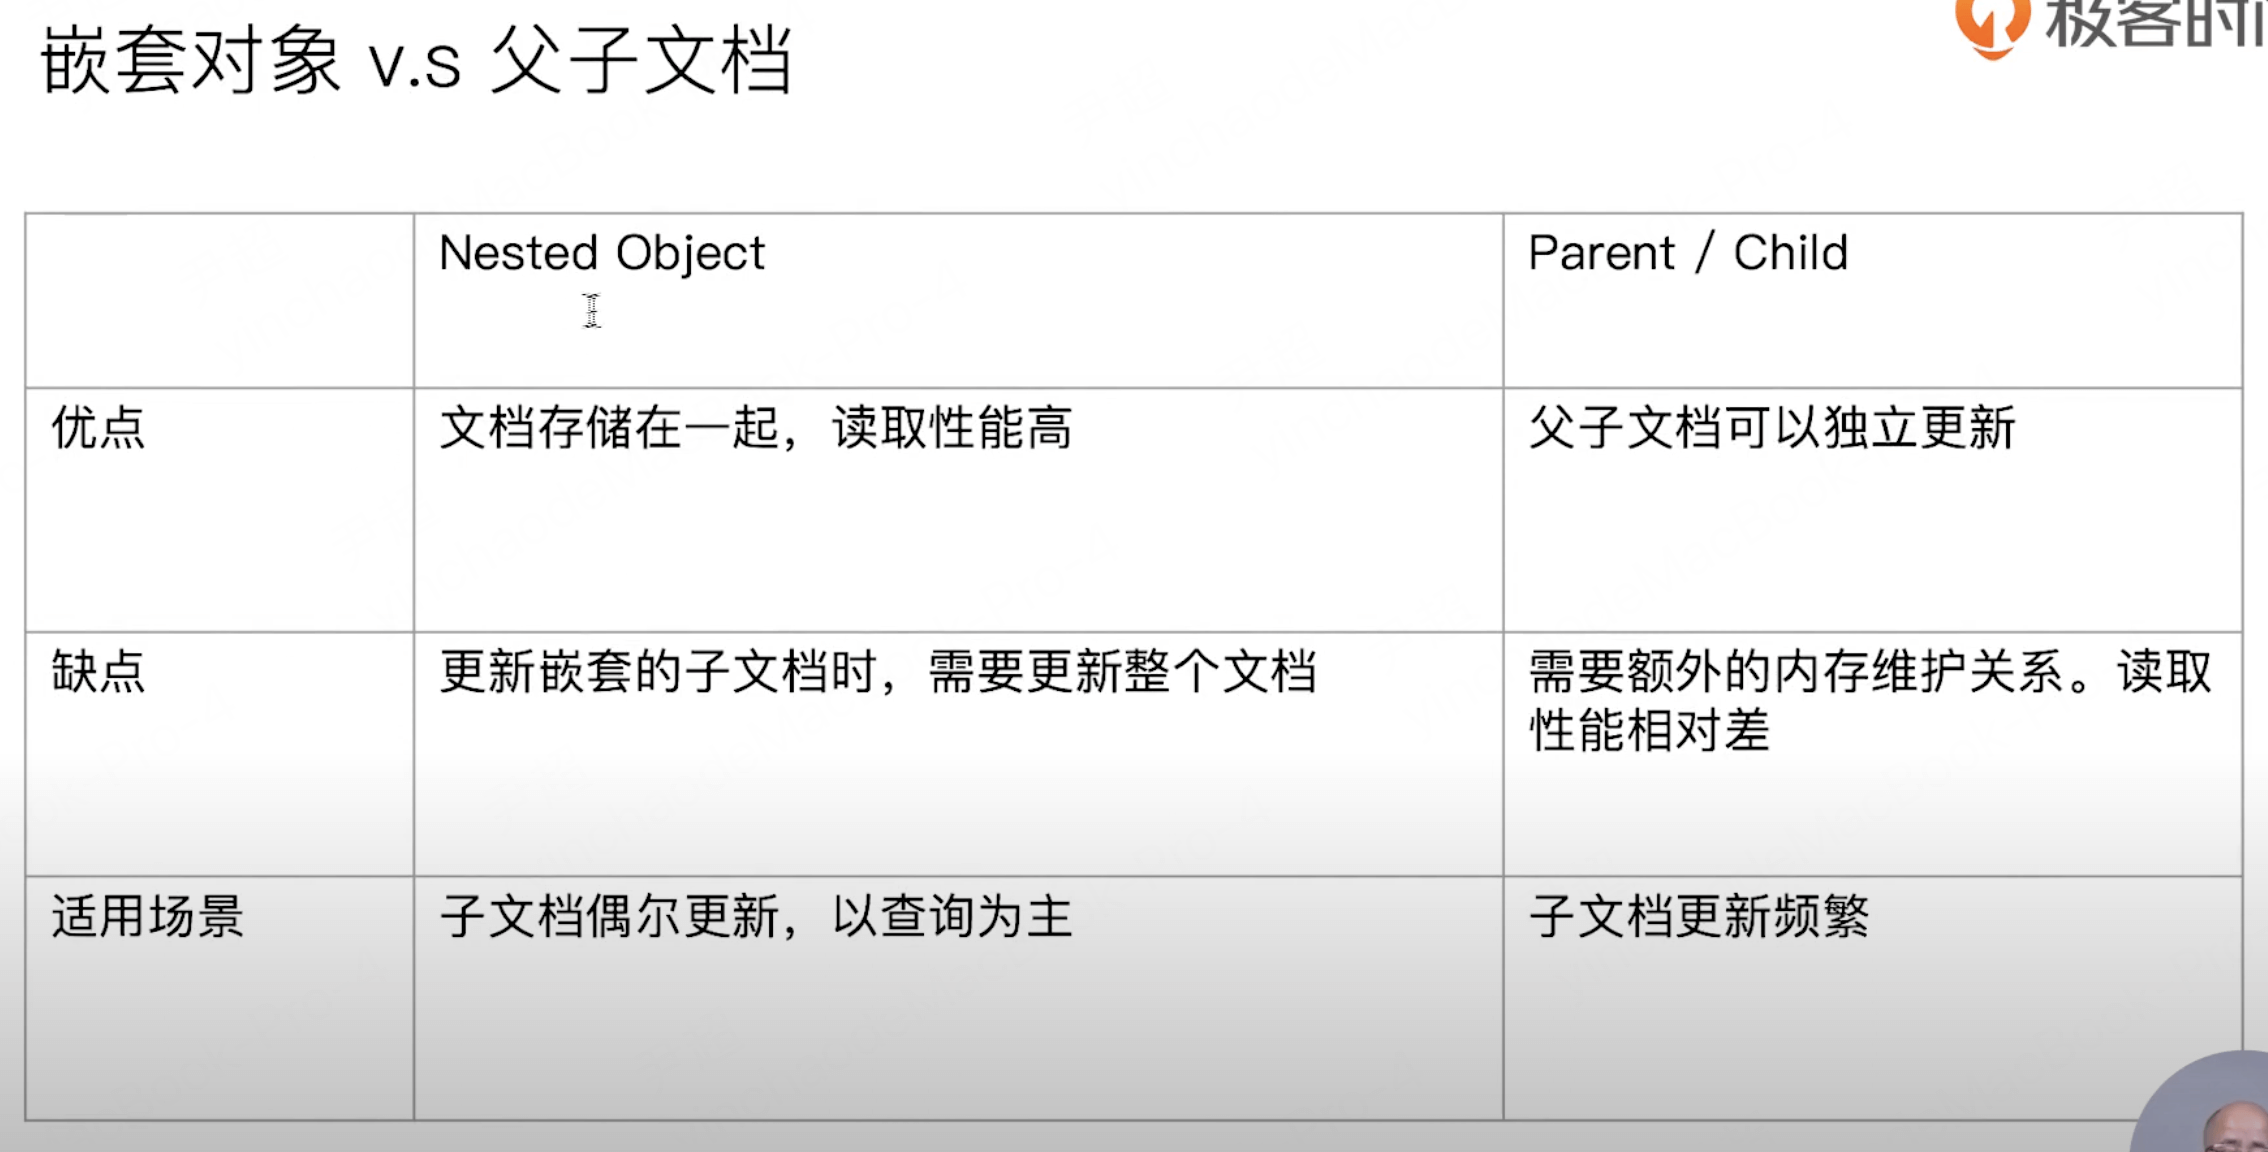 嵌套对象 v.s 父子文档
极客时
Nested Object
Parent / Child
优点
文档存储在一起，读取性能高
父子文档可以独立更新
缺点
更新嵌套的子文档时，需要更新整个文档
需要额外的内存维护关系。读取
性能相对差
适用场景
子文档偶尔更新，以查询为主
子文档更新频繁